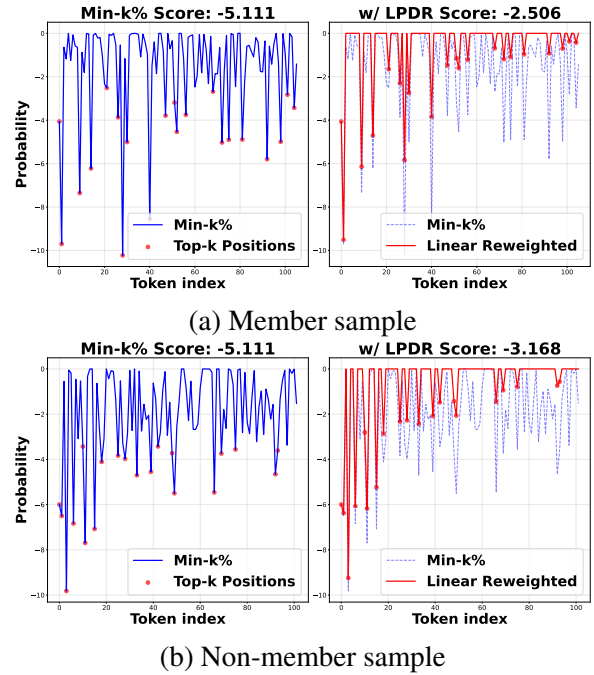 Min-k% Score: -5.111
w/ LPDR Score: -2.506
Probability
0
−2
−4
−6
−8
−10
Min-k%
Top-k Positions
0 20 40 60 80 100
Token index
0
−2
−4
−6
−8
−10
Min-k%
Linear Reweighted
0 20 40 60 80 100
Token index
(a) Member sample
Min-k% Score: -5.111
w/ LPDR Score: -3.168
Probability
0
−2
−4
−6
−8
−10
Min-k%
Top-k Positions
0 20 40 60 80 100
Token index
0
−2
−4
−6
−8
−10
Min-k%
Linear Reweighted
0 20 40 60 80 100
Token index
(b) Non-member sample